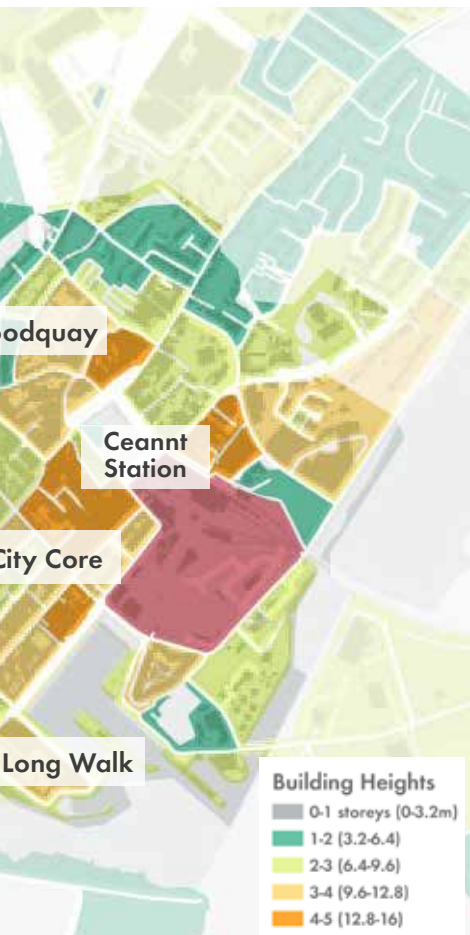 oodquay
Ceannt
Station
City Core
Long Walk
Building Heights
0-1 storeys (0-3.2m)
1-2 (3.2-6.4)
2-3 (6.4-9.6)
3-4 (9.6-12.8)
4-5 (12.8-16)